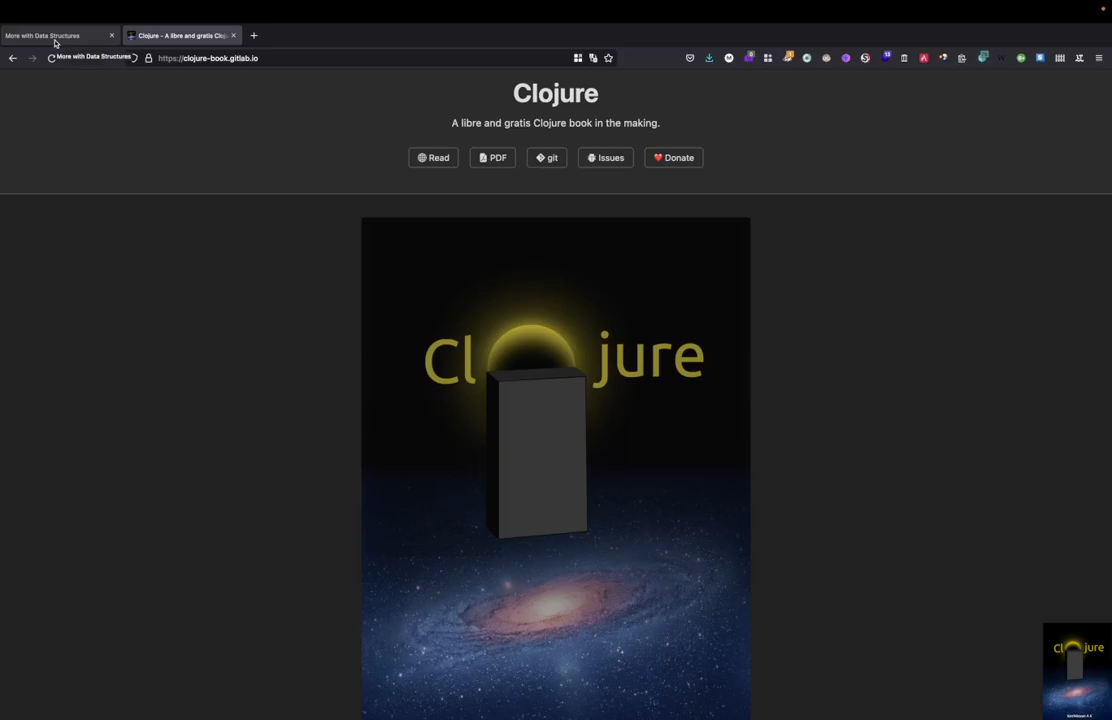 More with Data Structures
Clojure – A libre and gratis Cloj
More with Data Structures
https://clojure-book.gitlab.io
Clojure
A libre and gratis Clojure book in the making.
Read
PDF
git
Issues
Donate
Cl jure
Cl jure